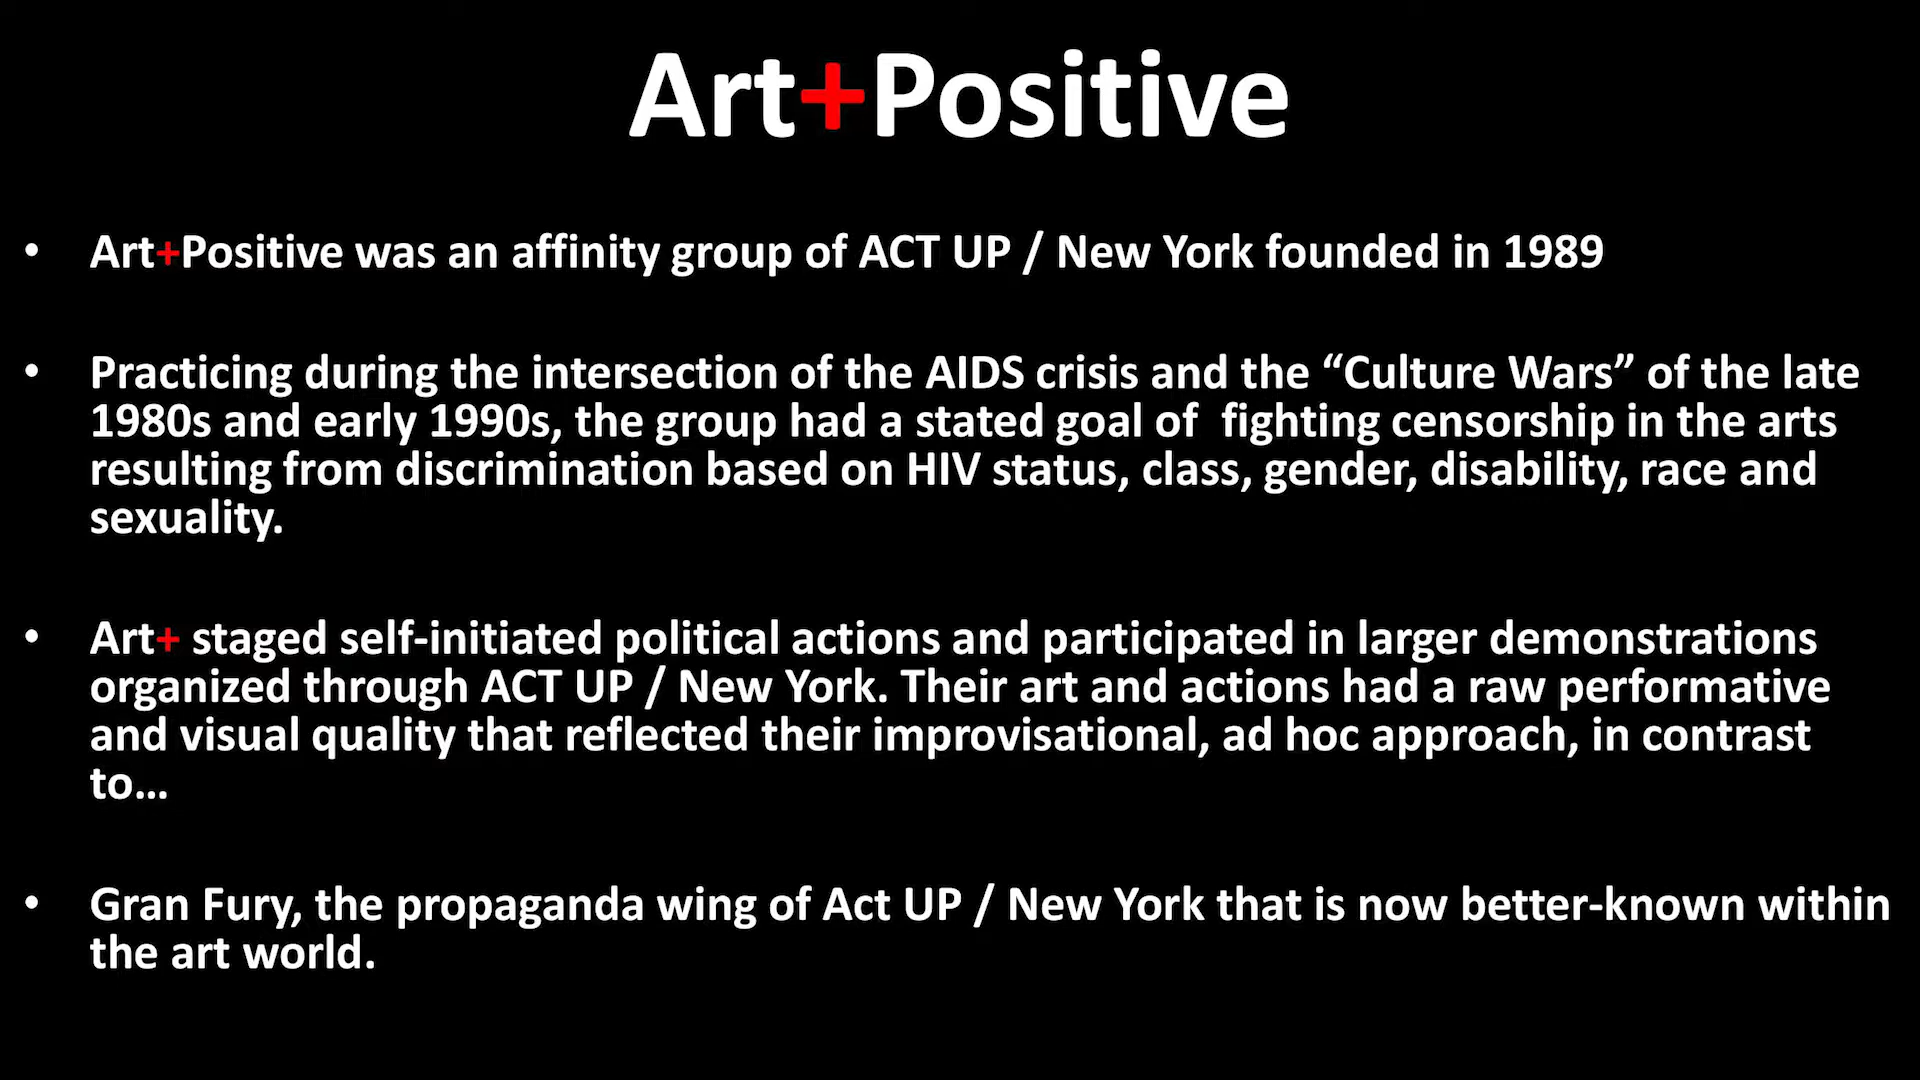 Art+Positive
• Art+Positive was an affinity group of ACT UP / New York founded in 1989
• Practicing during the intersection of the AIDS crisis and the “Culture Wars” of the late
1980s and early 1990s, the group had a stated goal of  fighting censorship in the arts
resulting from discrimination based on HIV status, class, gender, disability, race and
sexuality.
• Art+ staged self-initiated political actions and participated in larger demonstrations
organized through ACT UP / New York. Their art and actions had a raw performative
and visual quality that reflected their improvisational, ad hoc approach, in contrast
to…
• Gran Fury, the propaganda wing of Act UP / New York that is now better-known within
the art world.